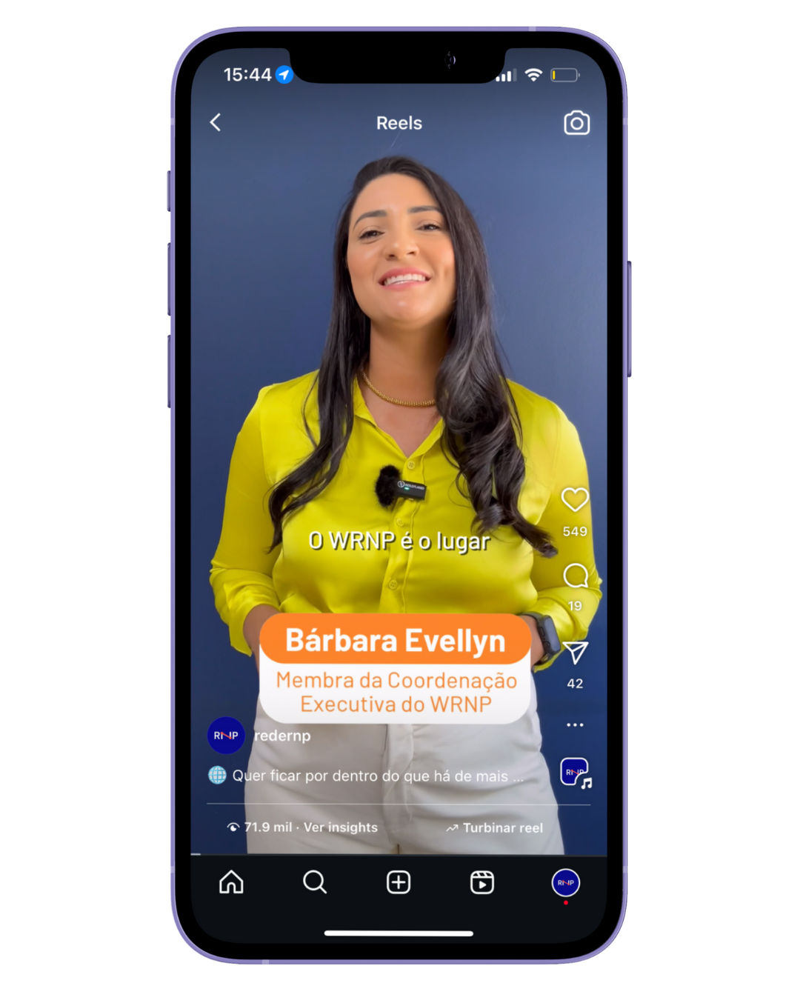 15:44
Reels
O WRNP é o lugar
549
19
42
Bárbara Evellyn
Membra da Coordenação
Executiva do WRNP
RNP redernp
Quer ficar por dentro do que há de mais ...
RNP
71.9 mil · Ver insights
Turbinar reel
RNP